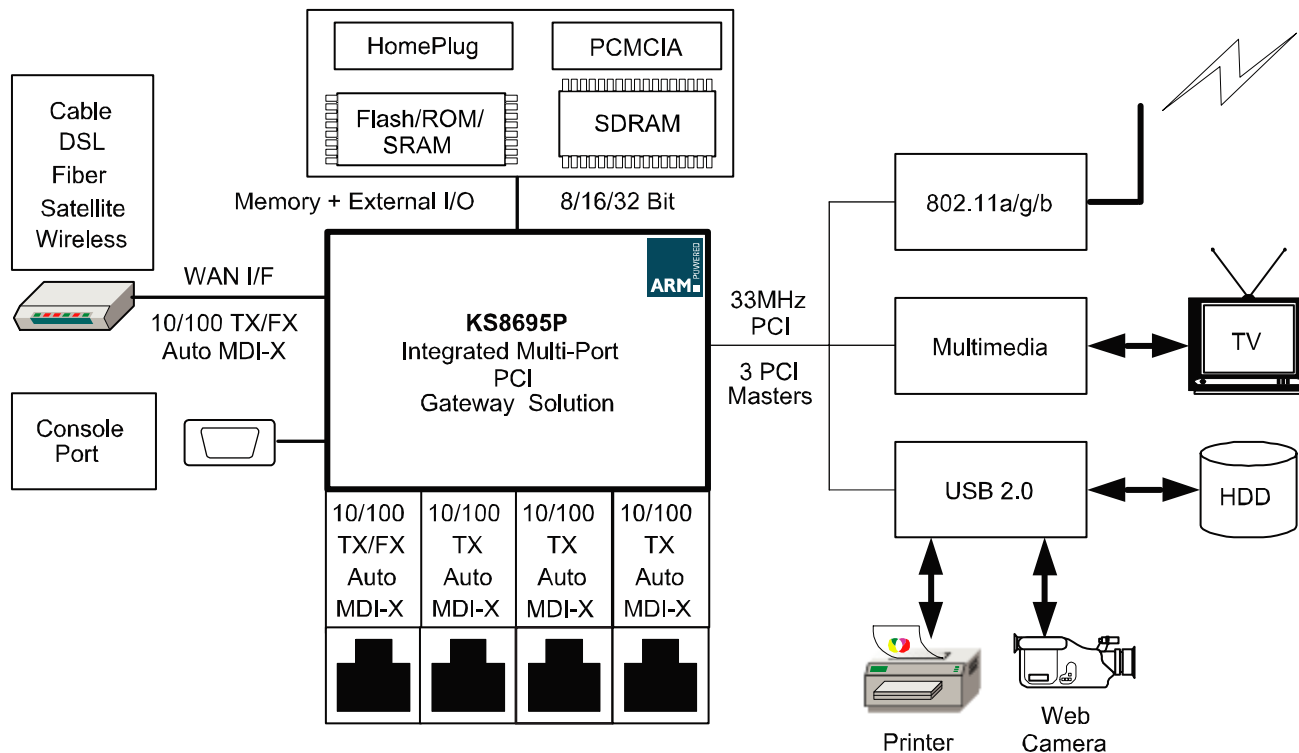 HomePlug
PCMCIA
Flash/ROM/
SRAM
SDRAM
Cable
DSL
Fiber
Satellite
Wireless
Memory + External I/O
8/16/32 Bit
802.11a/g/b
WAN I/F
10/100 TX/FX
Auto MDI-X
ARM
POWERED
KS8695P
Integrated Multi-Port
PCI
Gateway Solution
33MHz
PCI
3 PCI
Masters
Multimedia
TV
Console
Port
USB 2.0
HDD
10/100
TX/FX
Auto
MDI-X
10/100
TX
Auto
MDI-X
10/100
TX
Auto
MDI-X
10/100
TX
Auto
MDI-X
Printer
Web
Camera